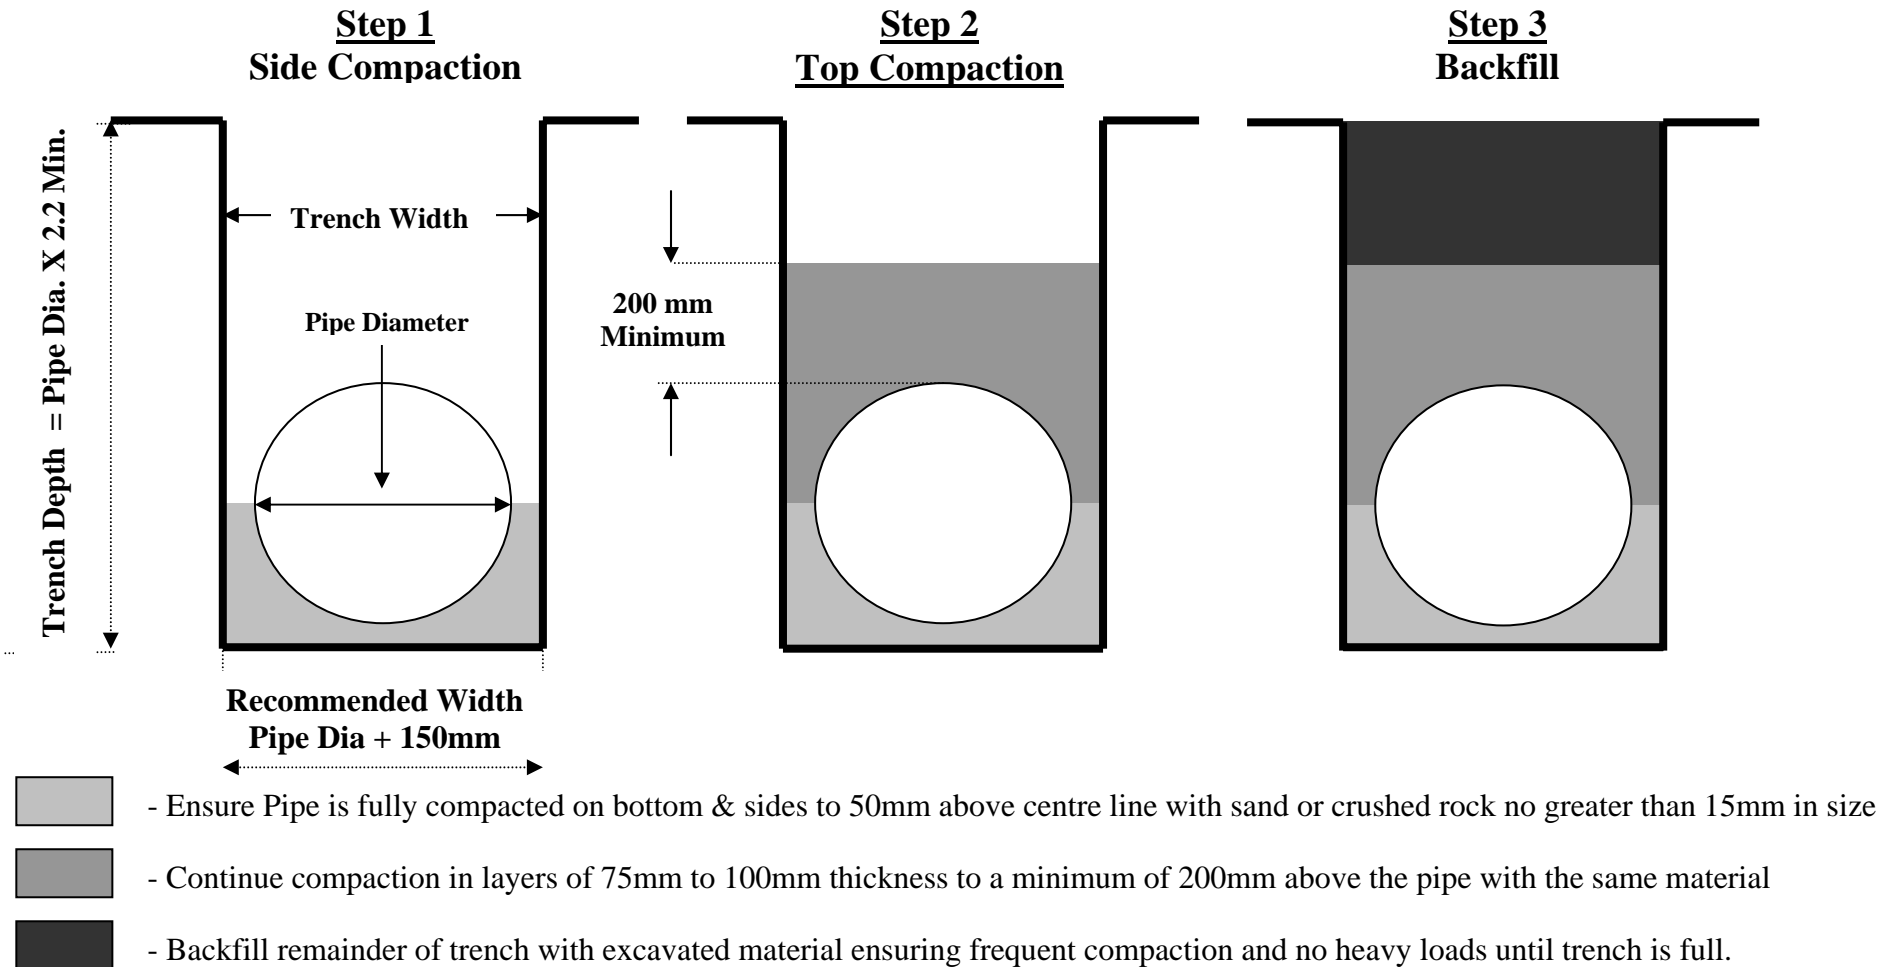 Step 1
Side Compaction
Step 2
Top Compaction
Step 3
Backfill
Trench Depth = Pipe Dia. X 2.2 Min.
Trench Width
Pipe Diameter
200 mm
Minimum
...
Recommended Width
Pipe Dia + 150mm
- Ensure Pipe is fully compacted on bottom & sides to 50mm above centre line with sand or crushed rock no greater than 15mm in size
- Continue compaction in layers of 75mm to 100mm thickness to a minimum of 200mm above the pipe with the same material
- Backfill remainder of trench with excavated material ensuring frequent compaction and no heavy loads until trench is full.